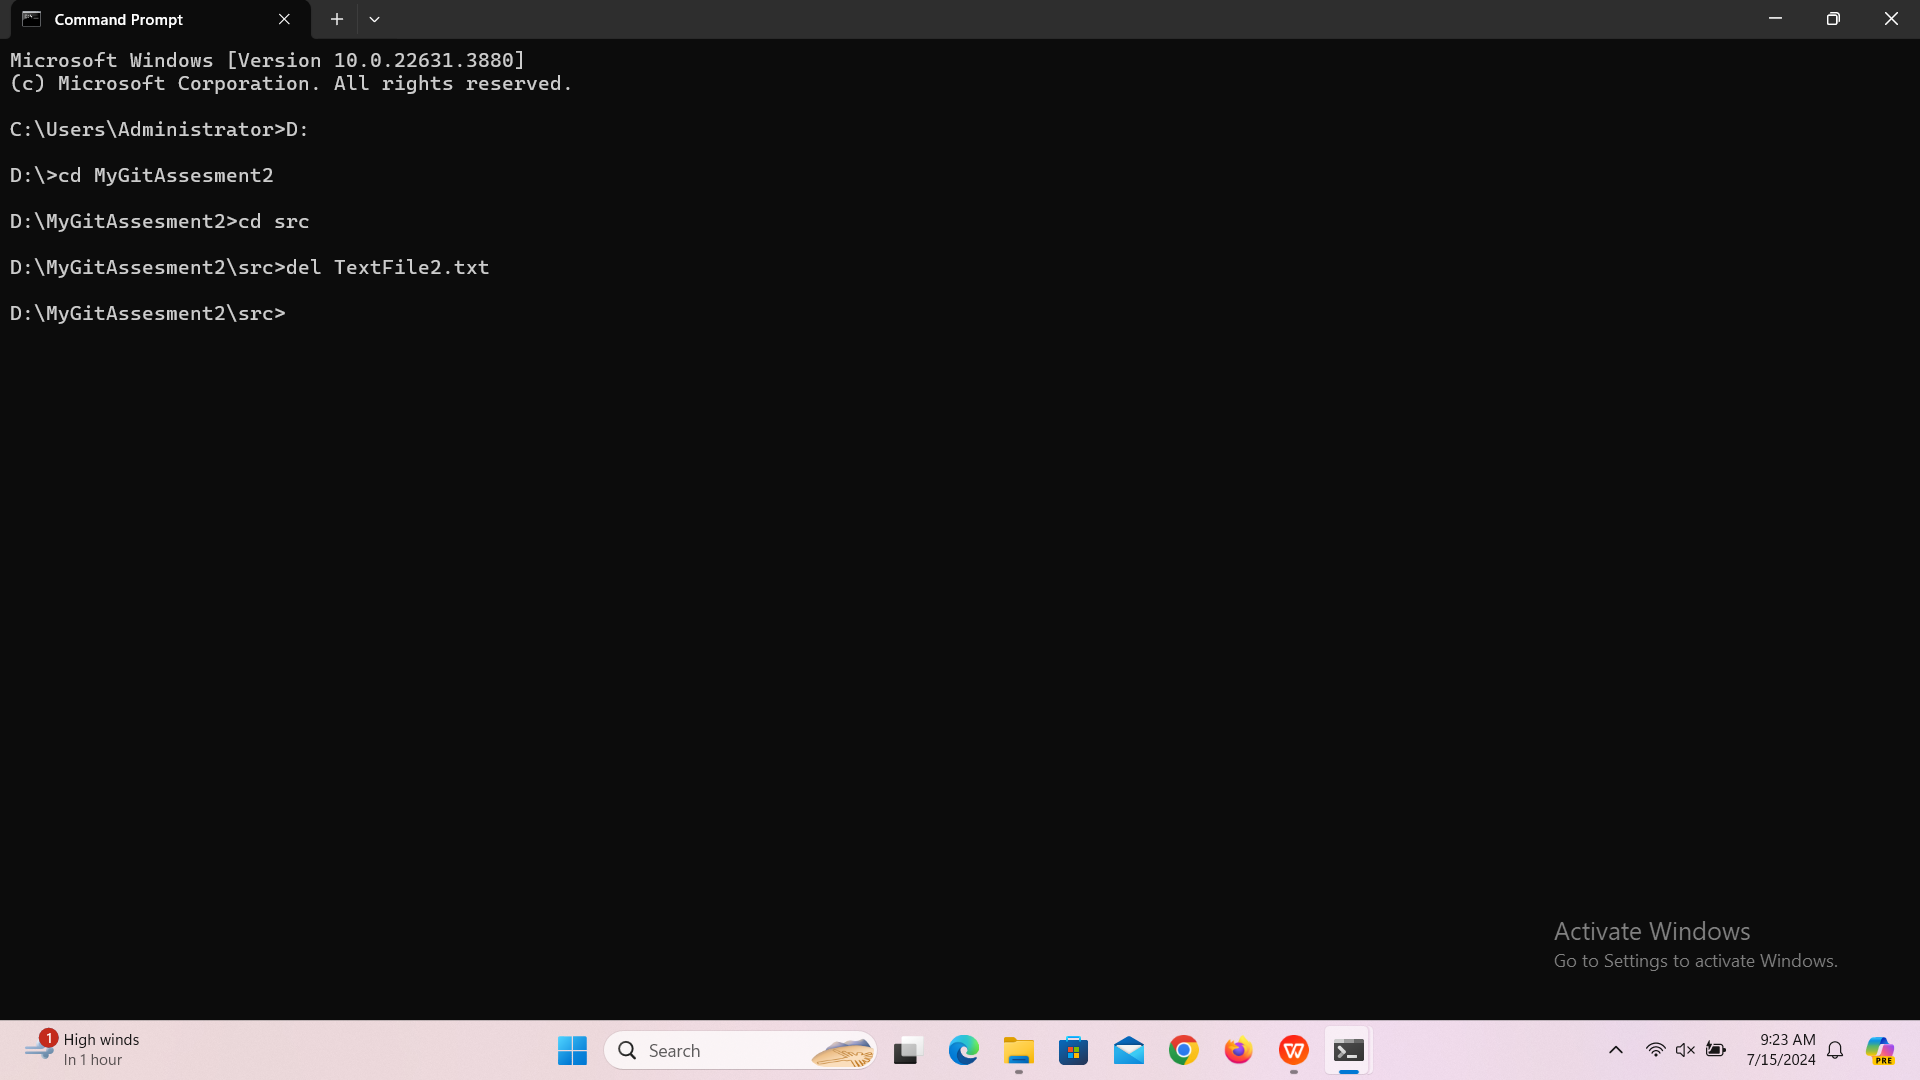 Command Prompt
Microsoft Windows [Version 10.0.22631.3880]
(c) Microsoft Corporation. All rights reserved.
C:\Users\Administrator>D:
D:\>cd MyGitAssesment2
D:\MyGitAssesment2>cd src
D:\MyGitAssesment2\src>del TextFile2.txt
D:\MyGitAssesment2\src>
Activate Windows
Go to Settings to activate Windows.
1
High winds
In 1 hour
Search
9:23 AM
7/15/2024
PRE